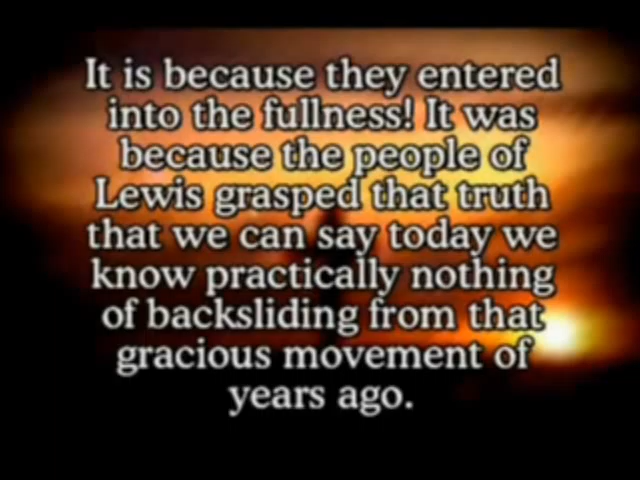 It is because they entered
into the fullness! It was
because the people of
Lewis grasped that truth
that we can say today we
know practically nothing
of backsliding from that
gracious movement of
years ago.